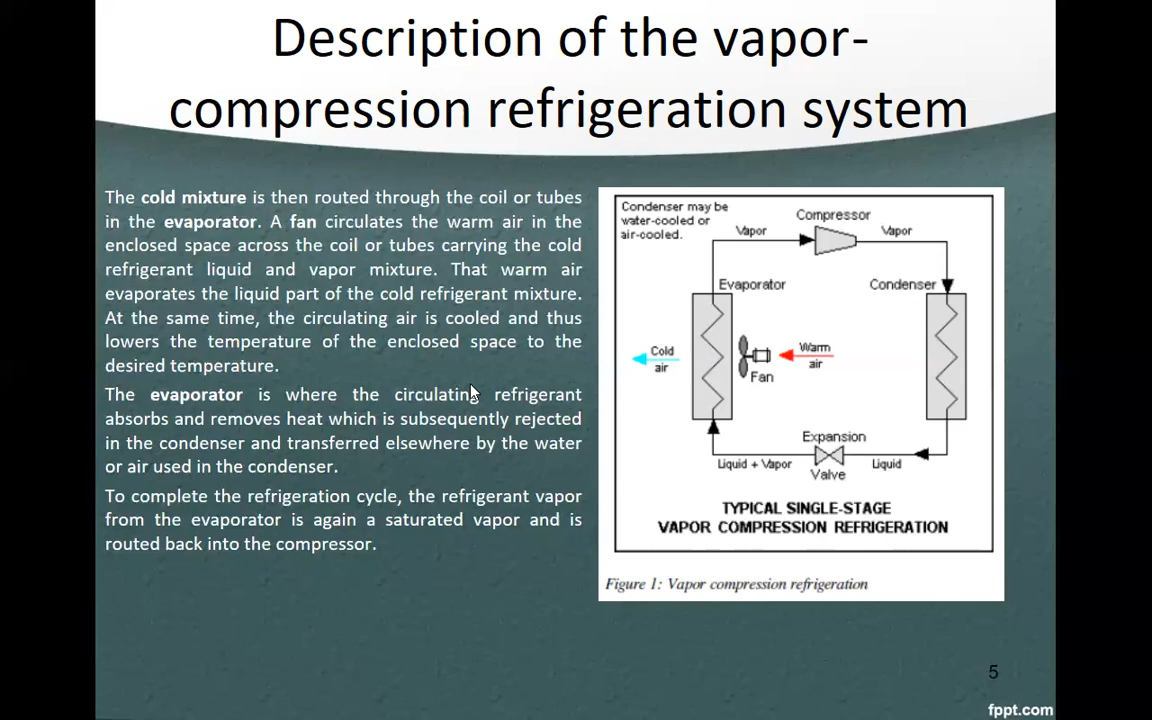 Description of the vapor-
compression refrigeration system
The cold mixture is then routed through the coil or tubes
in the evaporator. A fan circulates the warm air in the
enclosed space across the coil or tubes carrying the cold
refrigerant liquid and vapor mixture. That warm air
evaporates the liquid part of the cold refrigerant mixture.
At the same time, the circulating air is cooled and thus
lowers the temperature of the enclosed space to the
desired temperature.
The evaporator is where the circulating refrigerant
absorbs and removes heat which is subsequently rejected
in the condenser and transferred elsewhere by the water
or air used in the condenser.
To complete the refrigeration cycle, the refrigerant vapor
from the evaporator is again a saturated vapor and is
routed back into the compressor.
Condenser may be
water-cooled or
air-cooled.
Compressor
Vapor
Vapor
Evaporator
Condenser
Cold
air
Warm
air
Fan
Expansion
Valve
Liquid + Vapor
Liquid
TYPICAL SINGLE-STAGE
VAPOR COMPRESSION REFRIGERATION
Figure 1: Vapor compression refrigeration
5
fppt.com